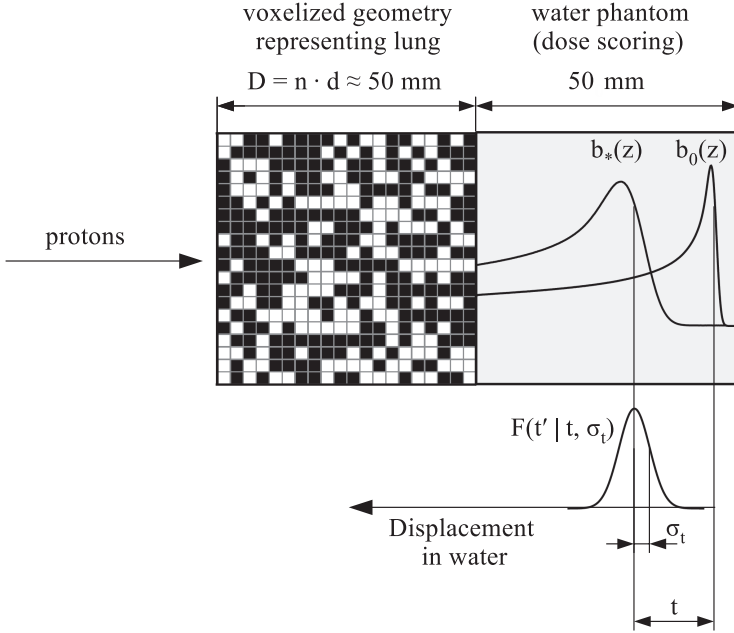 voxelized geometry
representing lung
D = n · d ≈ 50 mm
water phantom
(dose scoring)
50 mm
b*(z)
b₀(z)
protons
F(t′ | t, σₜ)
Displacement
in water
σₜ
t